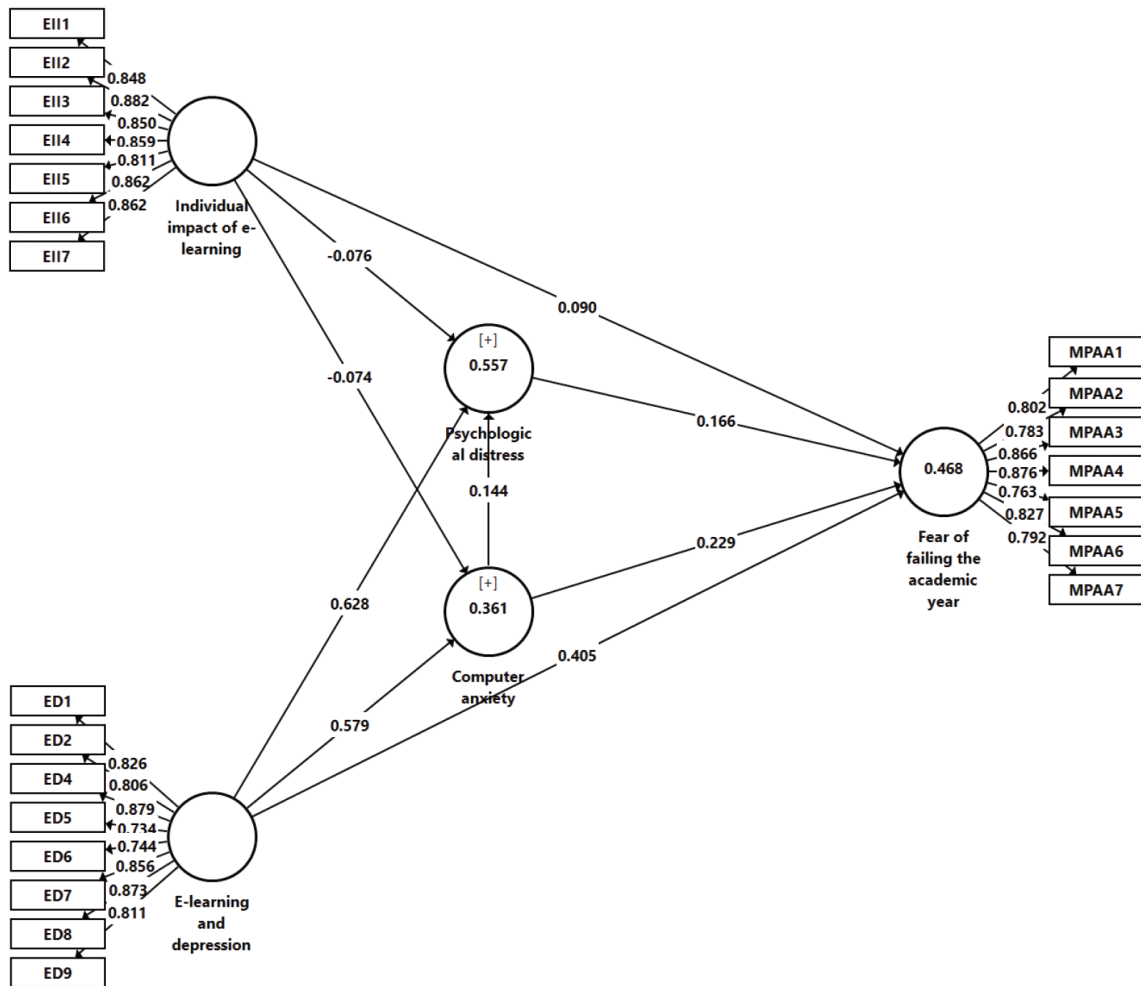 EII1
EII2
EII3
EII4
EII5
EII6
EII7
0.848
0.882
0.850
0.859
0.811
0.862
0.862
Individual
impact of e-
learning
-0.076
-0.074
0.090
[+]
0.557
Psychologic
al distress
0.144
0.166
[+]
0.361
Computer
anxiety
0.229
0.628
0.579
0.405
0.468
Fear of
failing the
academic
year
MPAA1
MPAA2
MPAA3
MPAA4
MPAA5
MPAA6
MPAA7
0.802
0.783
0.866
0.876
0.763
0.827
0.792
ED1
ED2
ED4
ED5
ED6
ED7
ED8
ED9
0.826
0.806
0.879
0.734
0.744
0.856
0.873
0.811
E-learning
and
depression